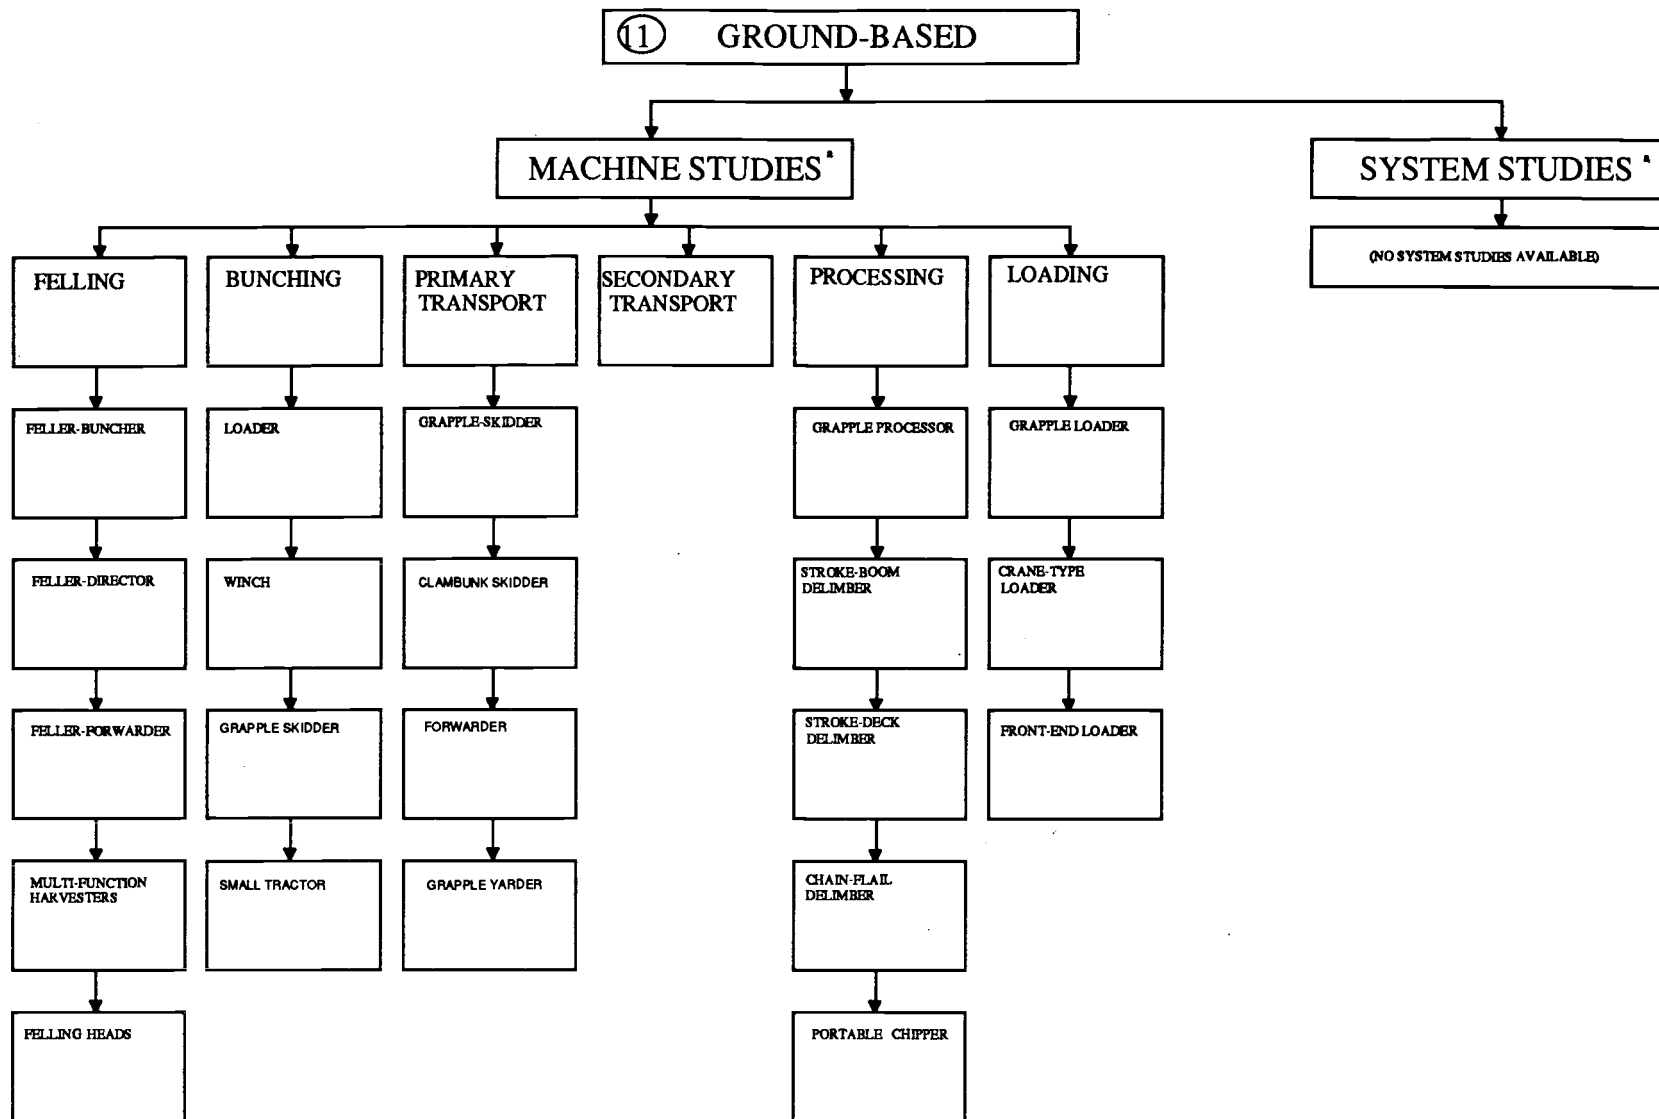 11 GROUND-BASED
MACHINE STUDIES a
SYSTEM STUDIES a
(NO SYSTEM STUDIES AVAILABLE)
FELLING
BUNCHING
PRIMARY
TRANSPORT
SECONDARY
TRANSPORT
PROCESSING
LOADING
FELLER-BUNCHER
LOADER
GRAPPLE-SKIDDER
GRAPPLE PROCESSOR
GRAPPLE LOADER
FELLER-DIRECTOR
WINCH
CLAMBUNK SKIDDER
STROKE-BOOM
DELIMBER
CRANE-TYPE
LOADER
FELLER-FORWARDER
GRAPPLE SKIDDER
FORWARDER
STROKE-DECK
DELIMBER
FRONT-END LOADER
MULTI-FUNCTION
HARVESTERS
SMALL TRACTOR
GRAPPLE YARDER
CHAIN-FLAIL
DELIMBER
FELLING HEADS
PORTABLE CHIPPER